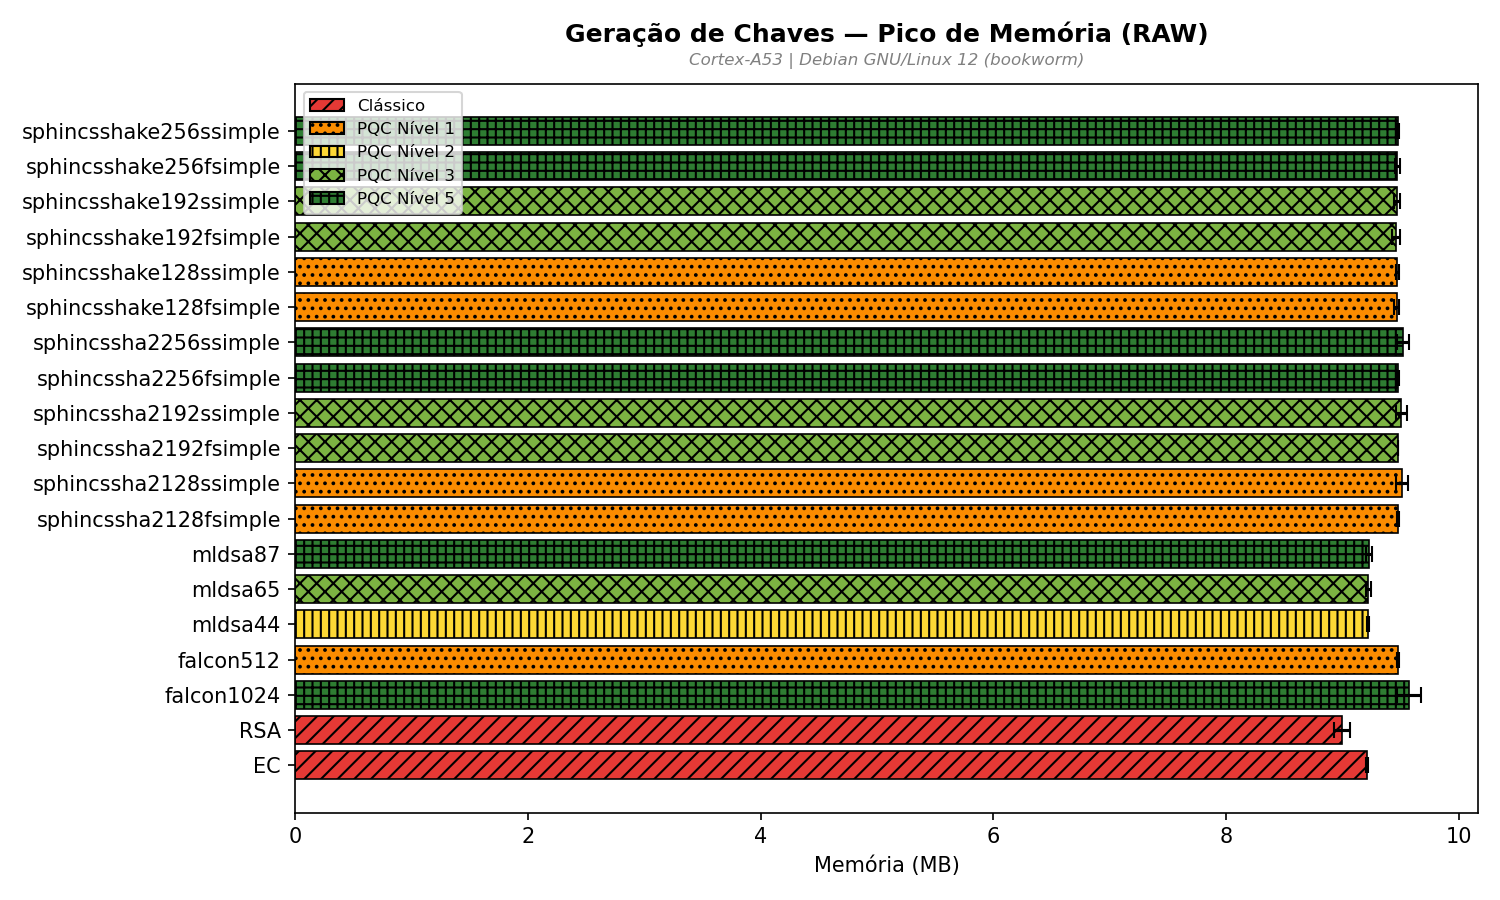 Geração de Chaves — Pico de Memória (RAW)
Cortex-A53 | Debian GNU/Linux 12 (bookworm)
Clássico
PQC Nível 1
PQC Nível 2
PQC Nível 3
PQC Nível 5
sphincsshake256ssimple
sphincsshake256fsimple
sphincsshake192ssimple
sphincsshake192fsimple
sphincsshake128ssimple
sphincsshake128fsimple
sphincssha2256ssimple
sphincssha2256fsimple
sphincssha2192ssimple
sphincssha2192fsimple
sphincssha2128ssimple
sphincssha2128fsimple
mldsa87
mldsa65
mldsa44
falcon512
falcon1024
RSA
EC
0 2 4 6 8 10
Memória (MB)